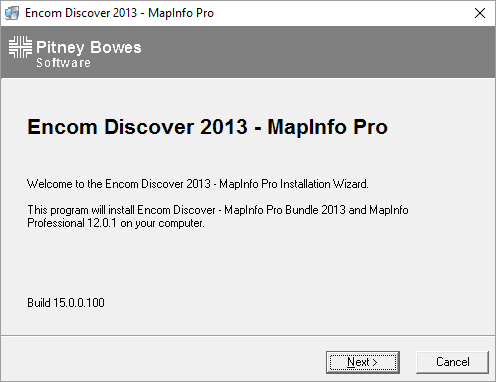 Encom Discover 2013 - MapInfo Pro
Pitney Bowes
Software
Encom Discover 2013 - MapInfo Pro
Welcome to the Encom Discover 2013 - MapInfo Pro Installation Wizard.
This program will install Encom Discover - MapInfo Pro Bundle 2013 and MapInfo
Professional 12.0.1 on your computer.
Build 15.0.0.100
Next >
Cancel